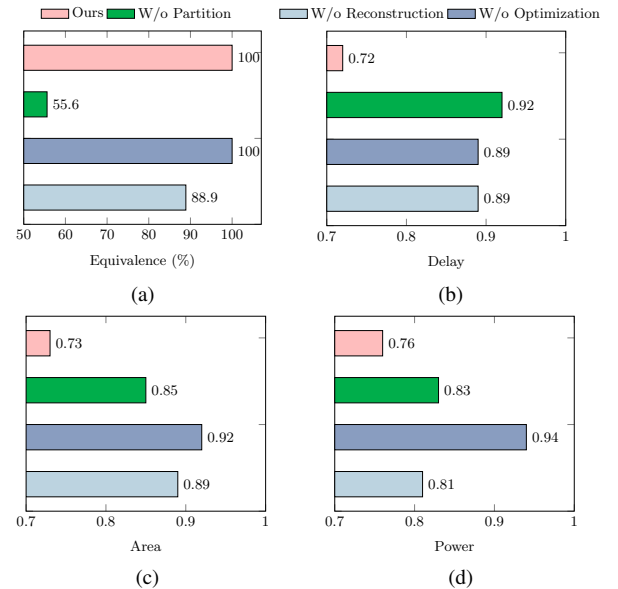 Ours W/o Partition W/o Reconstruction W/o Optimization
100
55.6
100
88.9
50 60 70 80 90 100
Equivalence (%)
(a)
0.72
0.92
0.89
0.89
0.7 0.8 0.9 1
Delay
(b)
0.73
0.85
0.92
0.89
0.7 0.8 0.9 1
Area
(c)
0.76
0.83
0.94
0.81
0.7 0.8 0.9 1
Power
(d)